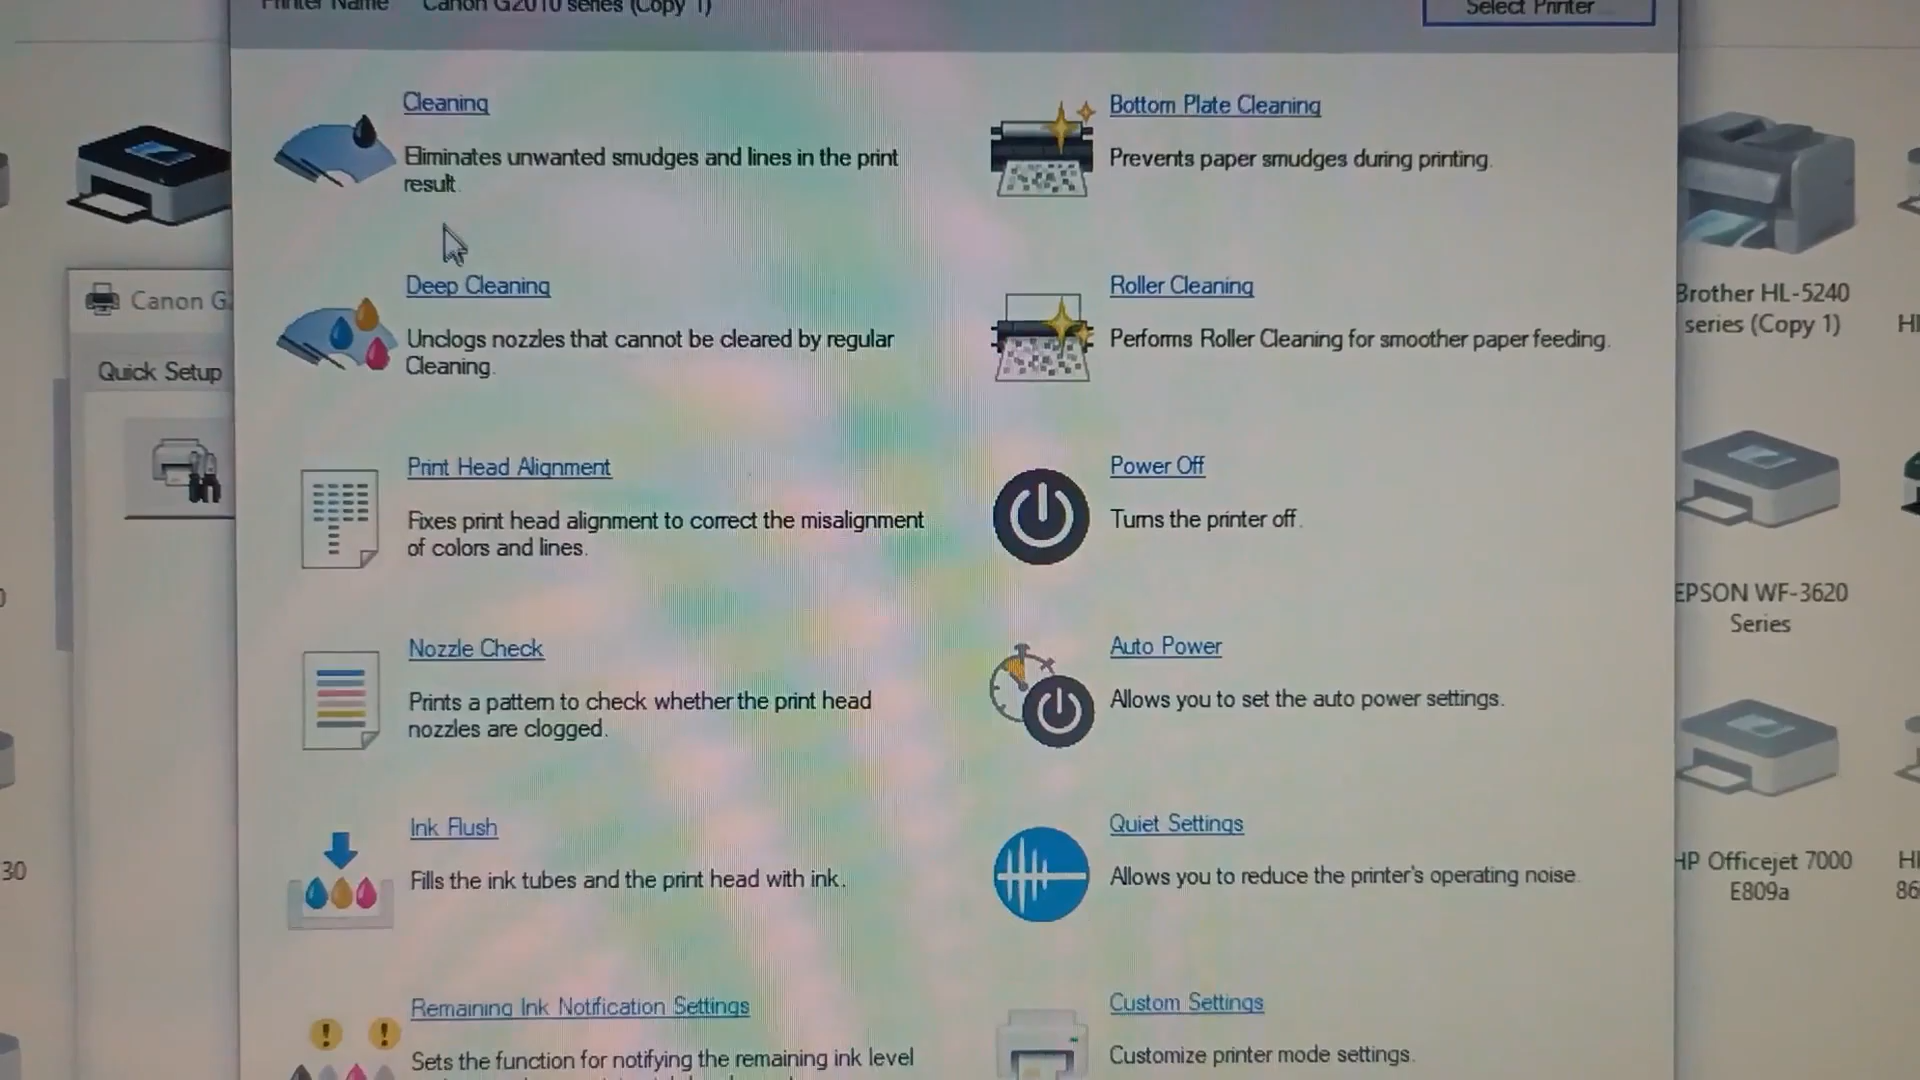 Printer Name Canon G2010 series (Copy 1)
Select Printer
Cleaning
Eliminates unwanted smudges and lines in the print
result.
Deep Cleaning
Unclogs nozzles that cannot be cleared by regular
Cleaning.
Print Head Alignment
Fixes print head alignment to correct the misalignment
of colors and lines.
Nozzle Check
Prints a pattern to check whether the print head
nozzles are clogged.
Ink Flush
Fills the ink tubes and the print head with ink.
Remaining Ink Notification Settings
Sets the function for notifying the remaining ink level
Bottom Plate Cleaning
Prevents paper smudges during printing.
Roller Cleaning
Performs Roller Cleaning for smoother paper feeding.
Power Off
Turns the printer off.
Auto Power
Allows you to set the auto power settings.
Quiet Settings
Allows you to reduce the printer's operating noise.
Custom Settings
Customize printer mode settings.
Canon G
Quick Setup
30
Brother HL-5240
series (Copy 1)
EPSON WF-3620
Series
HP Officejet 7000
E809a
86